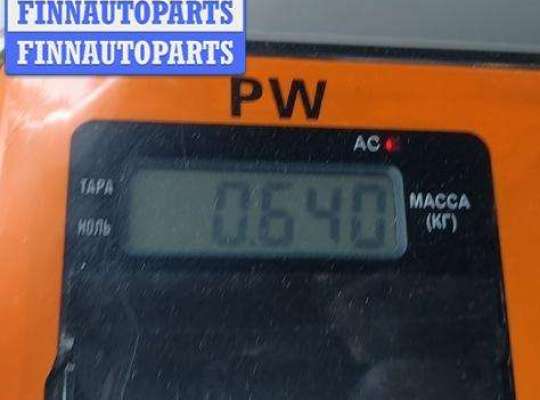 FINNAUTOPARTS
FINNAUTOPARTS
PW
AC
ТАРА
0.640
МАССА
НОЛЬ
(КГ)